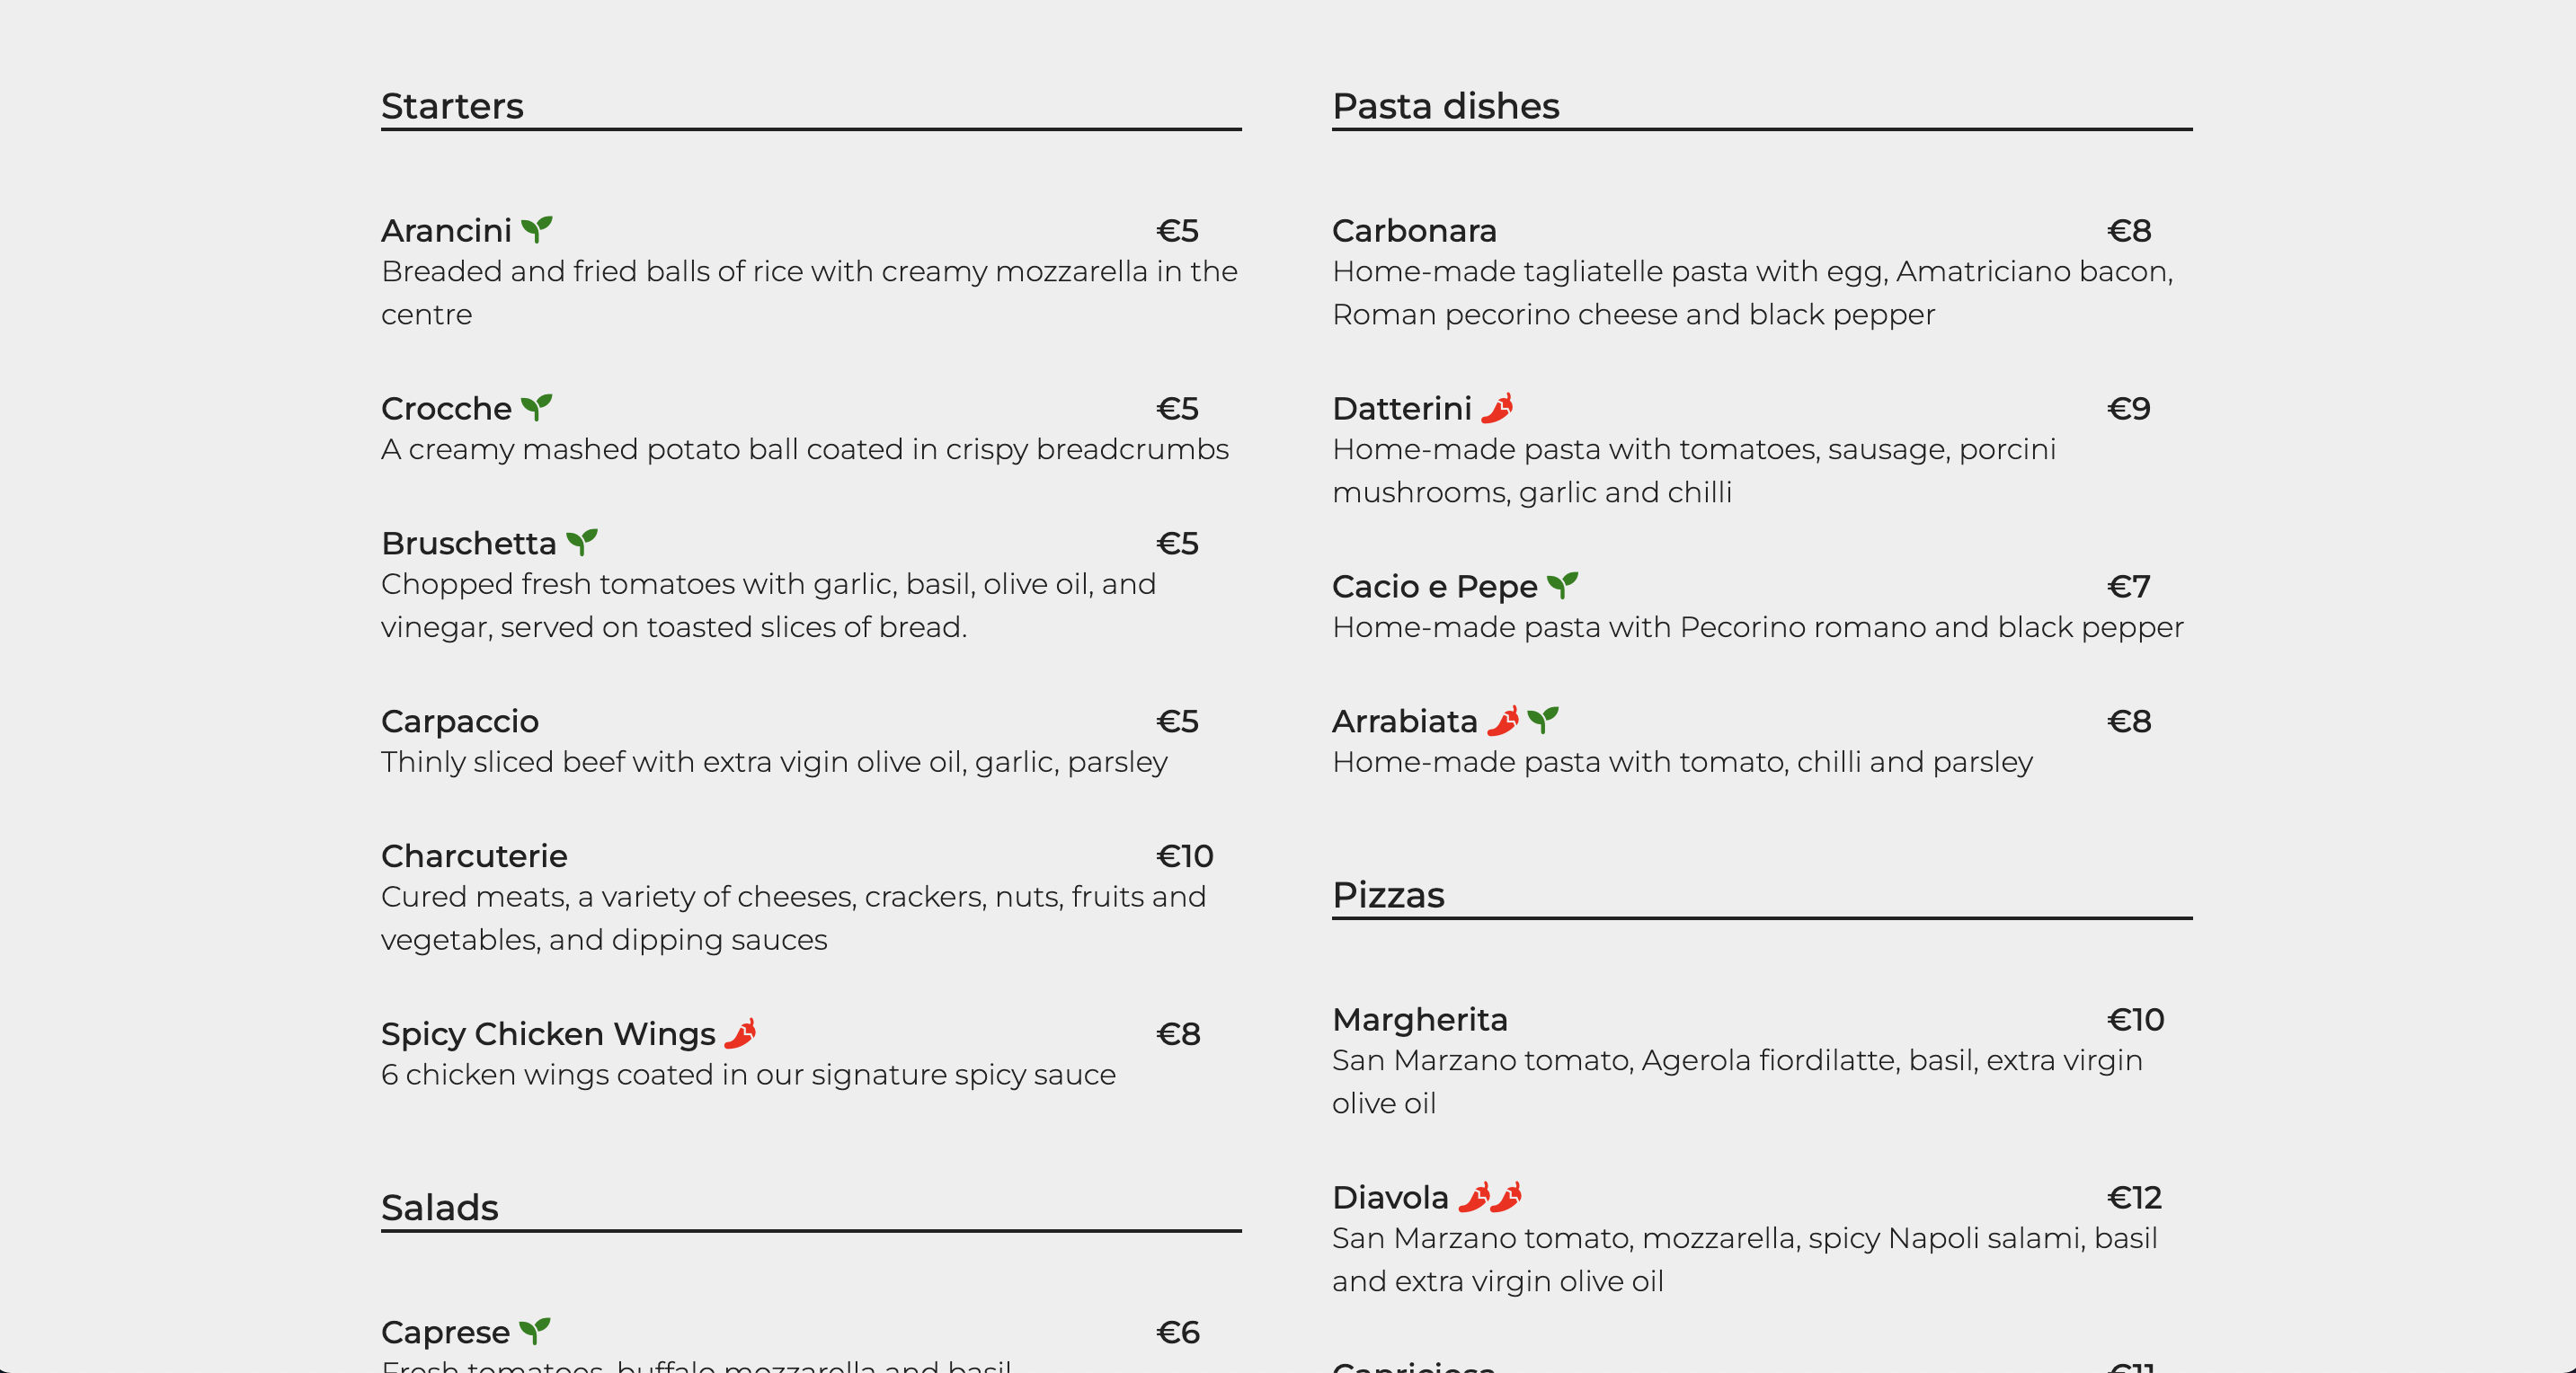 Starters
Arancini €5
Breaded and fried balls of rice with creamy mozzarella in the
centre
Crocche €5
A creamy mashed potato ball coated in crispy breadcrumbs
Bruschetta €5
Chopped fresh tomatoes with garlic, basil, olive oil, and
vinegar, served on toasted slices of bread.
Carpaccio €5
Thinly sliced beef with extra vigin olive oil, garlic, parsley
Charcuterie €10
Cured meats, a variety of cheeses, crackers, nuts, fruits and
vegetables, and dipping sauces
Spicy Chicken Wings €8
6 chicken wings coated in our signature spicy sauce
Salads
Caprese €6
Fresh tomatoes, buffalo mozzarella and basil
Pasta dishes
Carbonara €8
Home-made tagliatelle pasta with egg, Amatriciano bacon,
Roman pecorino cheese and black pepper
Datterini €9
Home-made pasta with tomatoes, sausage, porcini
mushrooms, garlic and chilli
Cacio e Pepe €7
Home-made pasta with Pecorino romano and black pepper
Arrabiata €8
Home-made pasta with tomato, chilli and parsley
Pizzas
Margherita €10
San Marzano tomato, Agerola fiordilatte, basil, extra virgin
olive oil
Diavola €12
San Marzano tomato, mozzarella, spicy Napoli salami, basil
and extra virgin olive oil
Capriciosa €11